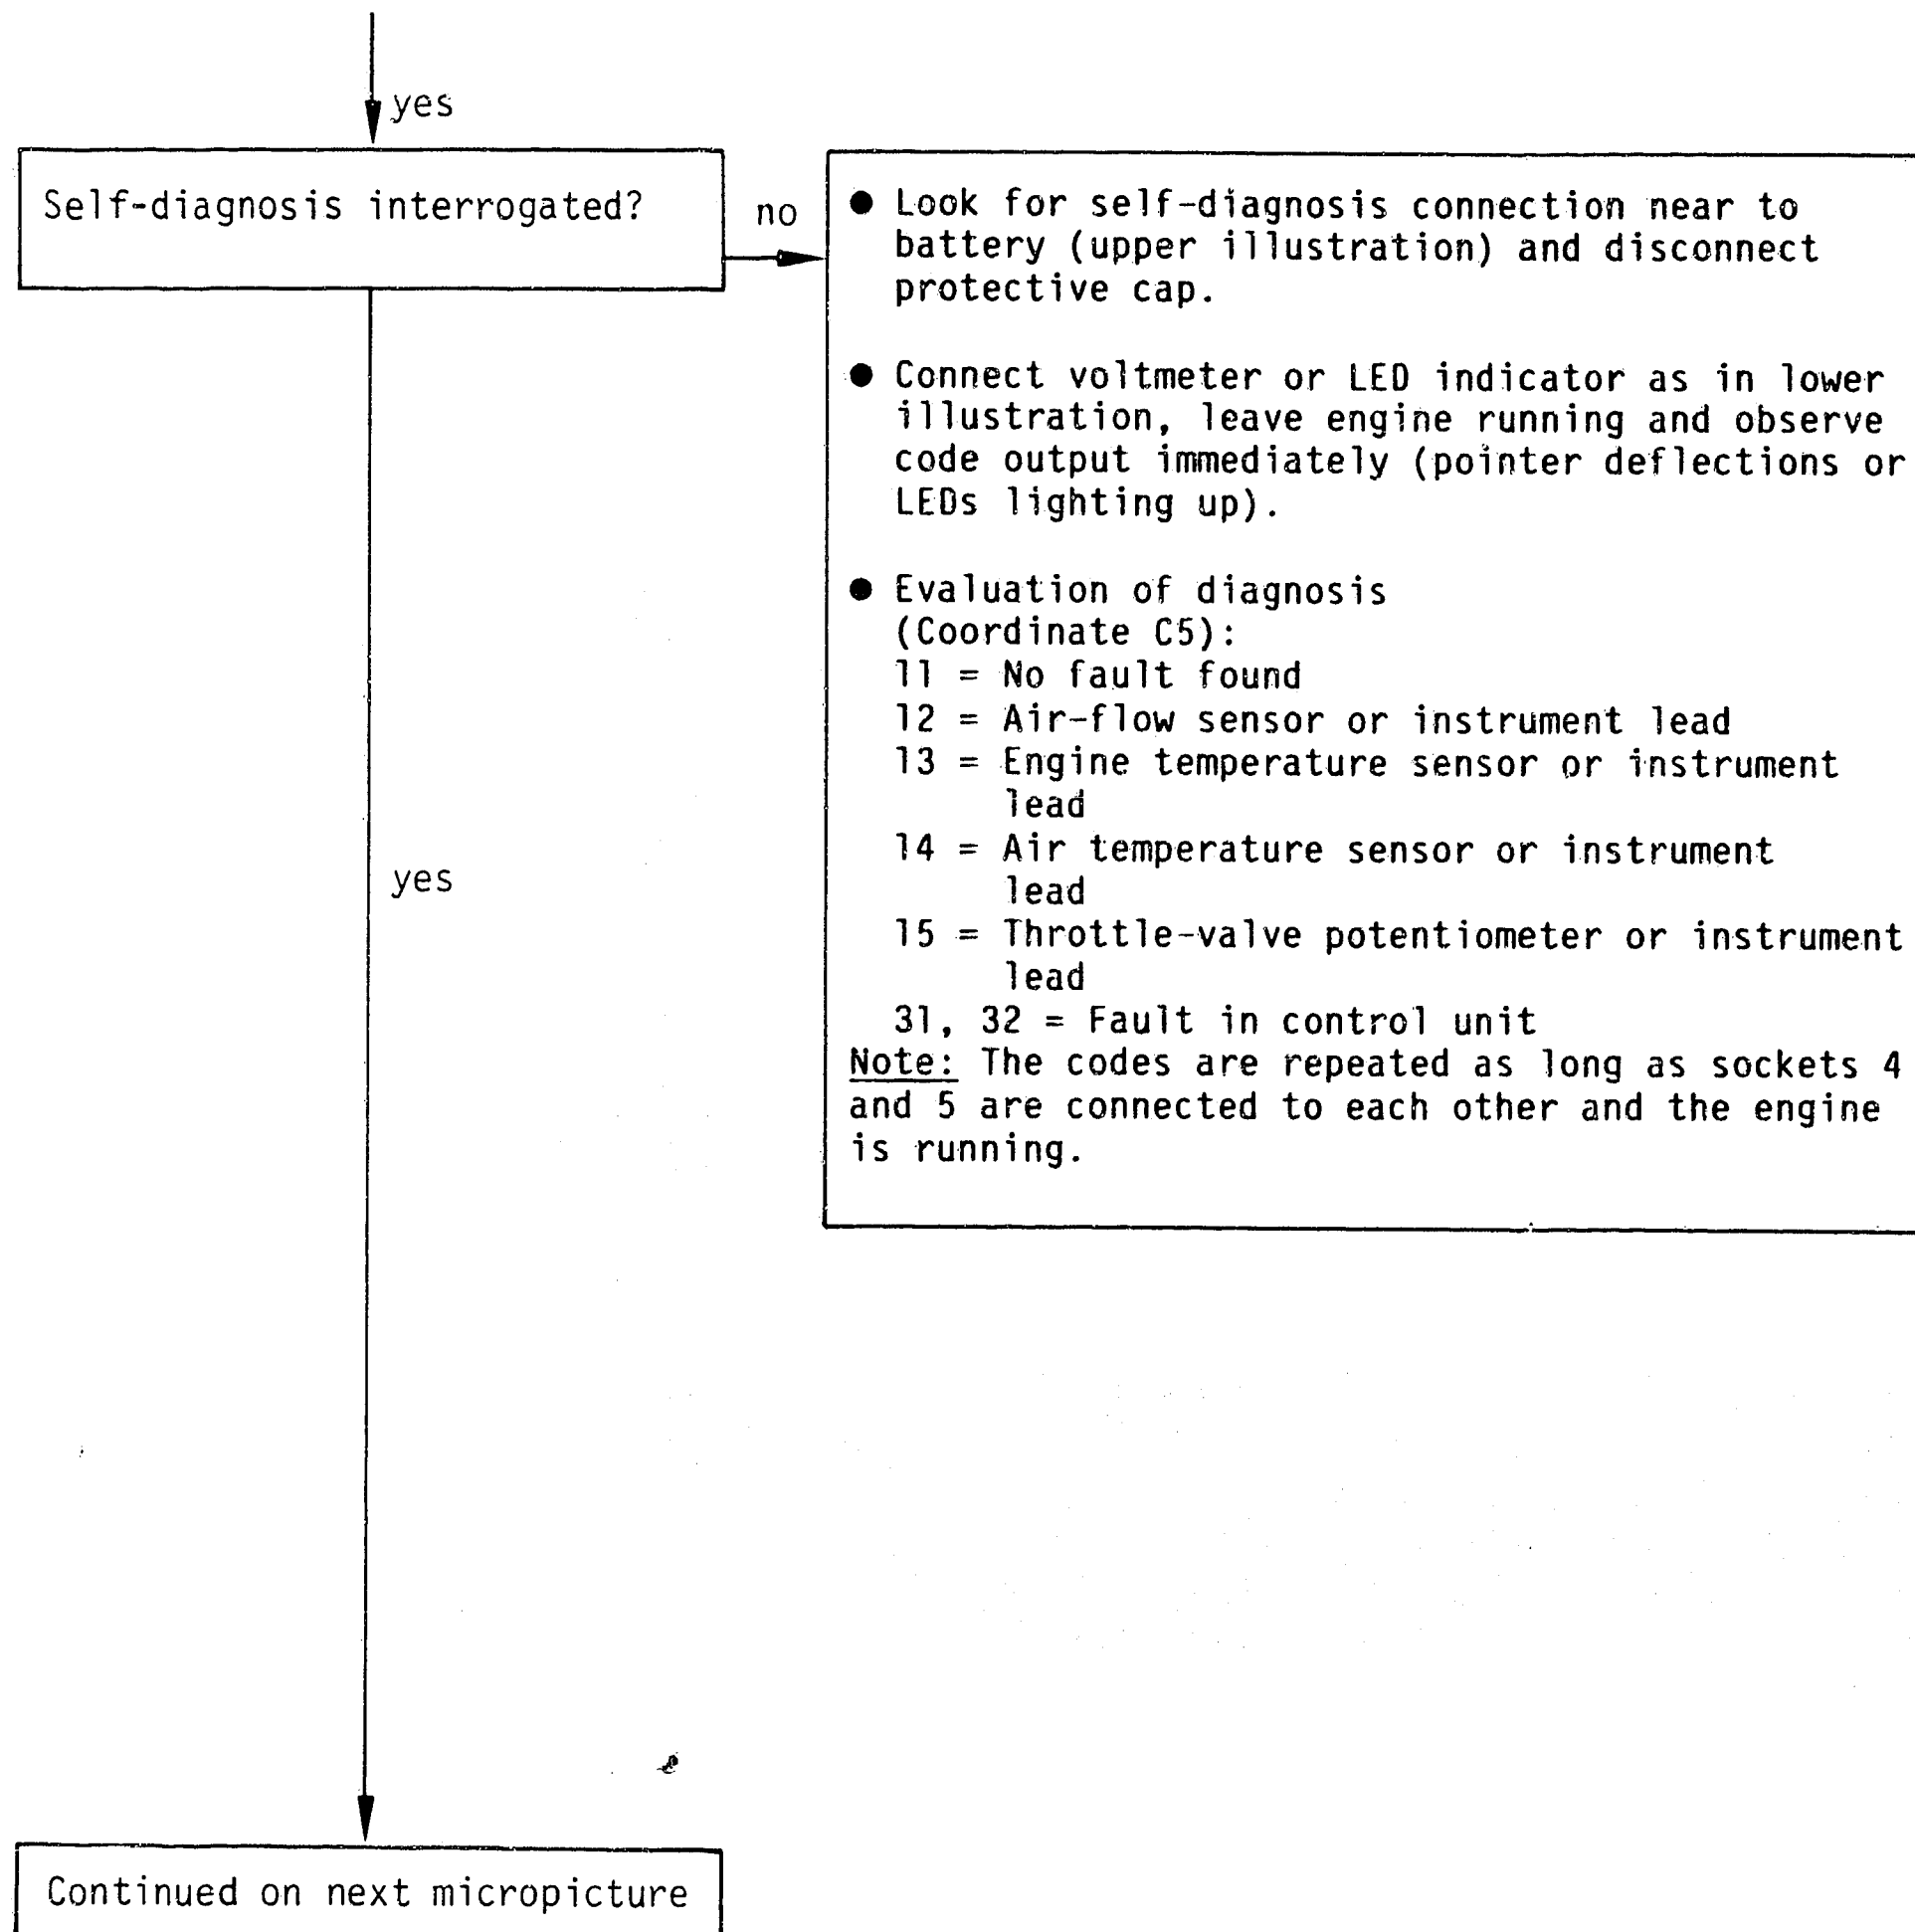 yes
Self-diagnosis interrogated?
no
● Look for self-diagnosis connection near to
battery (upper illustration) and disconnect
protective cap.
● Connect voltmeter or LED indicator as in lower
illustration, leave engine running and observe
code output immediately (pointer deflections or
LEDs lighting up).
● Evaluation of diagnosis
(Coordinate C5):
11 = No fault found
12 = Air-flow sensor or instrument lead
13 = Engine temperature sensor or instrument
lead
14 = Air temperature sensor or instrument
lead
15 = Throttle-valve potentiometer or instrument
lead
31, 32 = Fault in control unit
Note: The codes are repeated as long as sockets 4
and 5 are connected to each other and the engine
is running.
yes
Continued on next micropicture